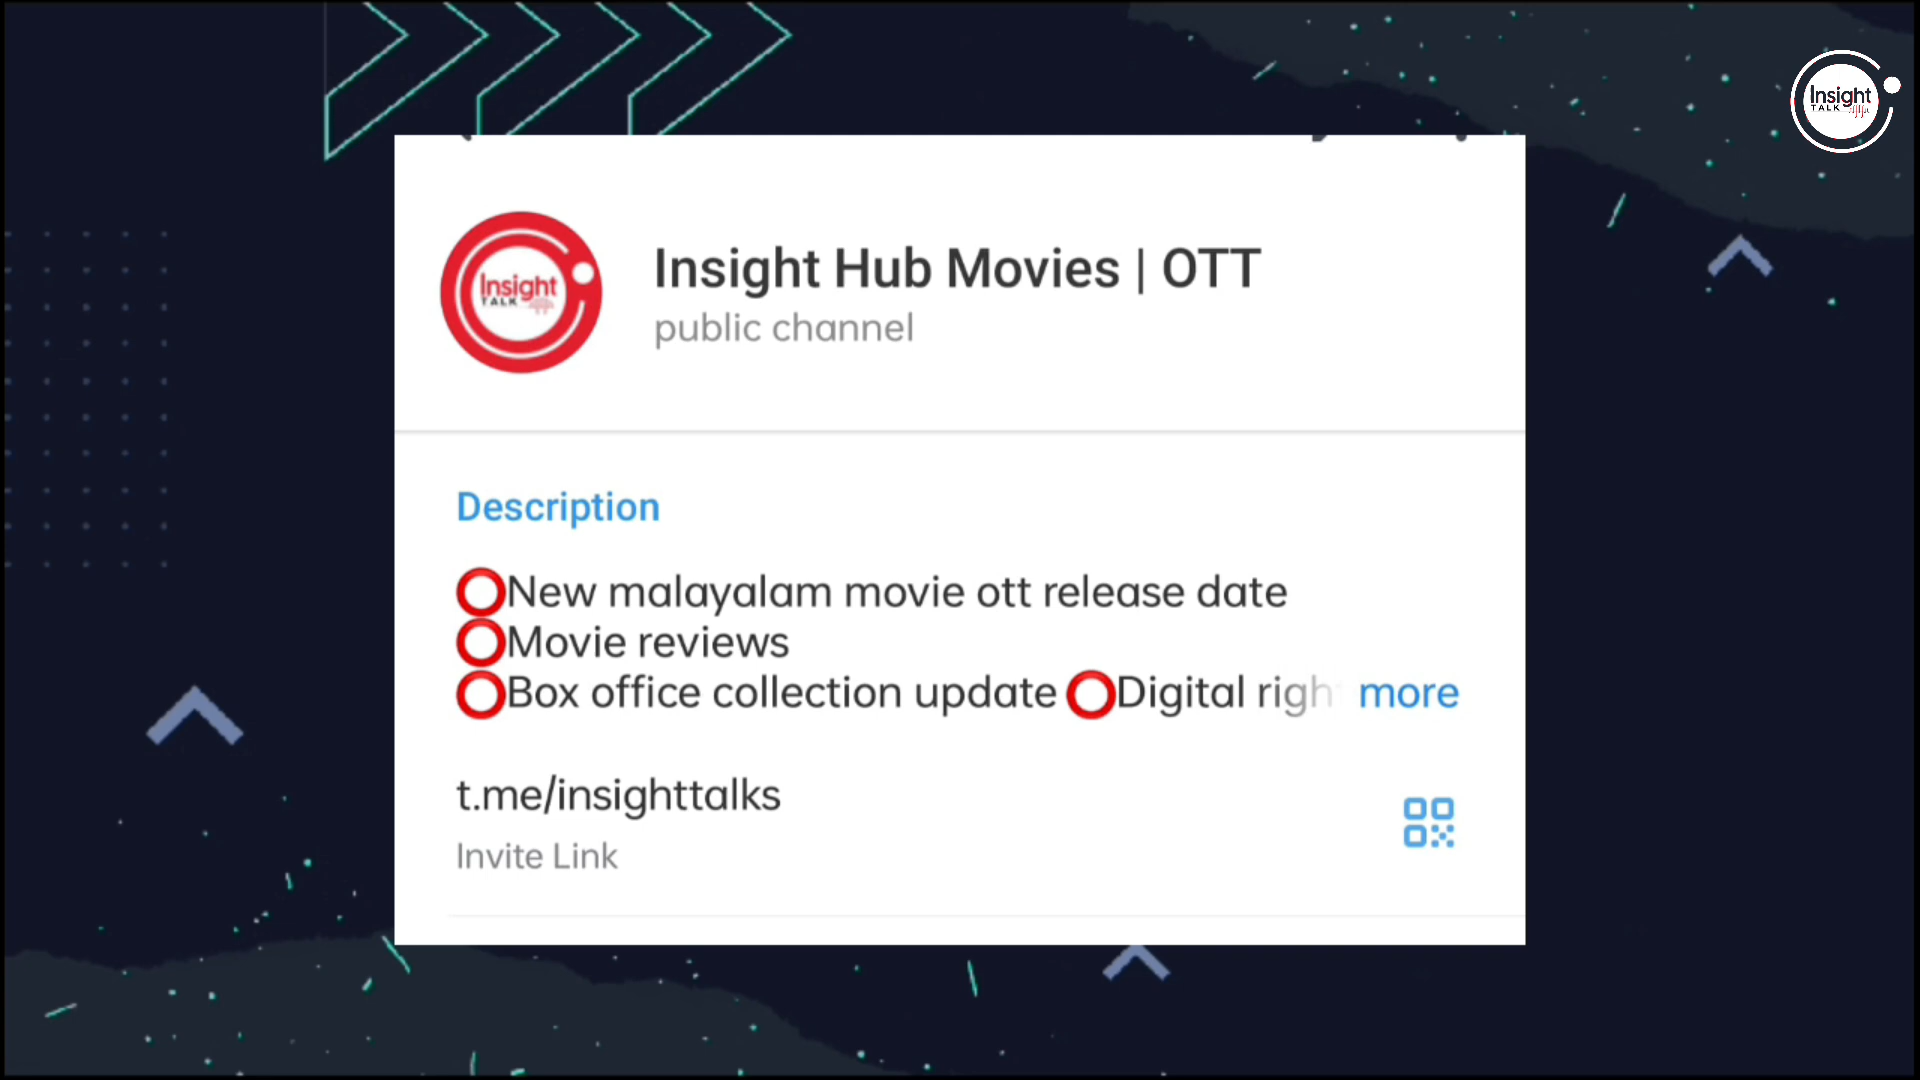 Insight
TALK
Insight Hub Movies | OTT
public channel
Insight
TALK
Description
⭕New malayalam movie ott release date
⭕Movie reviews
⭕Box office collection update ⭕Digital righ more
t.me/insighttalks
Invite Link